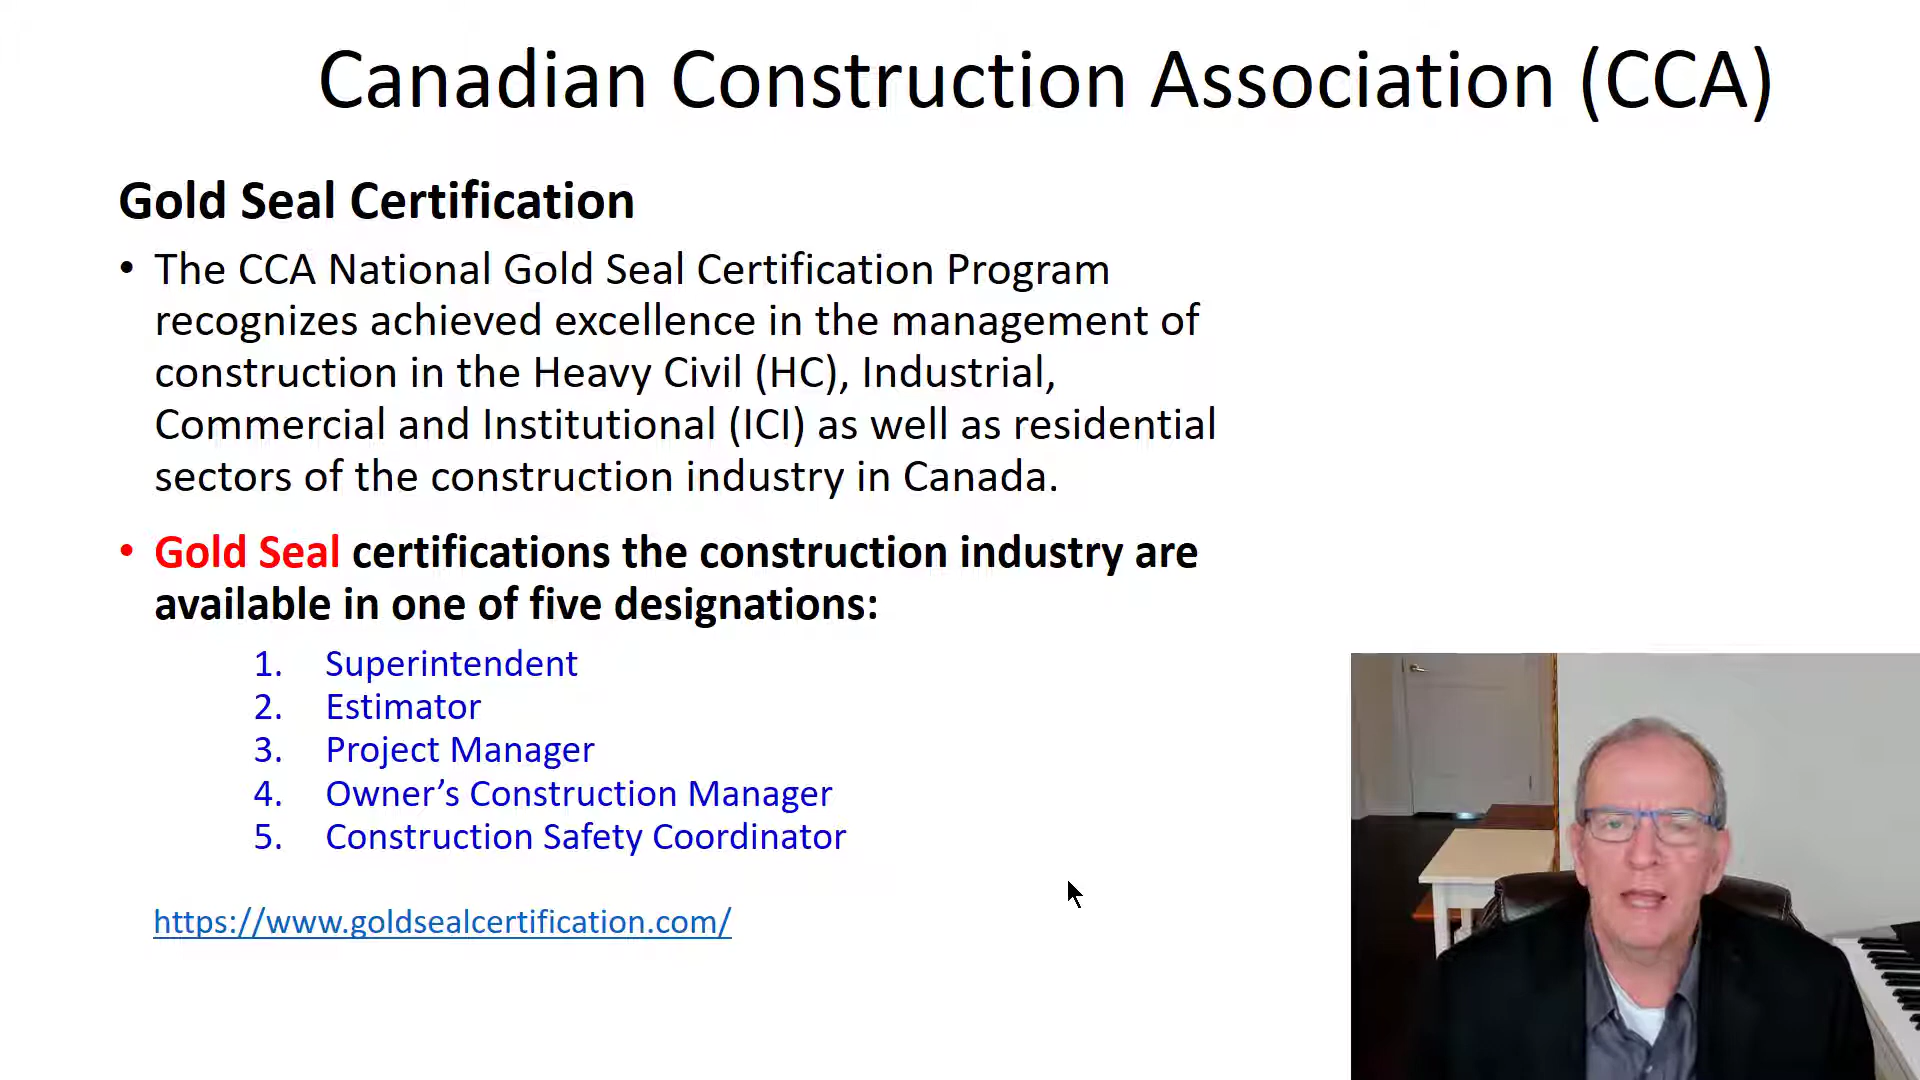 Canadian Construction Association (CCA)
Gold Seal Certification
• The CCA National Gold Seal Certification Program
recognizes achieved excellence in the management of
construction in the Heavy Civil (HC), Industrial,
Commercial and Institutional (ICI) as well as residential
sectors of the construction industry in Canada.
• Gold Seal certifications the construction industry are
available in one of five designations:
1. Superintendent
2. Estimator
3. Project Manager
4. Owner’s Construction Manager
5. Construction Safety Coordinator
https://www.goldsealcertification.com/